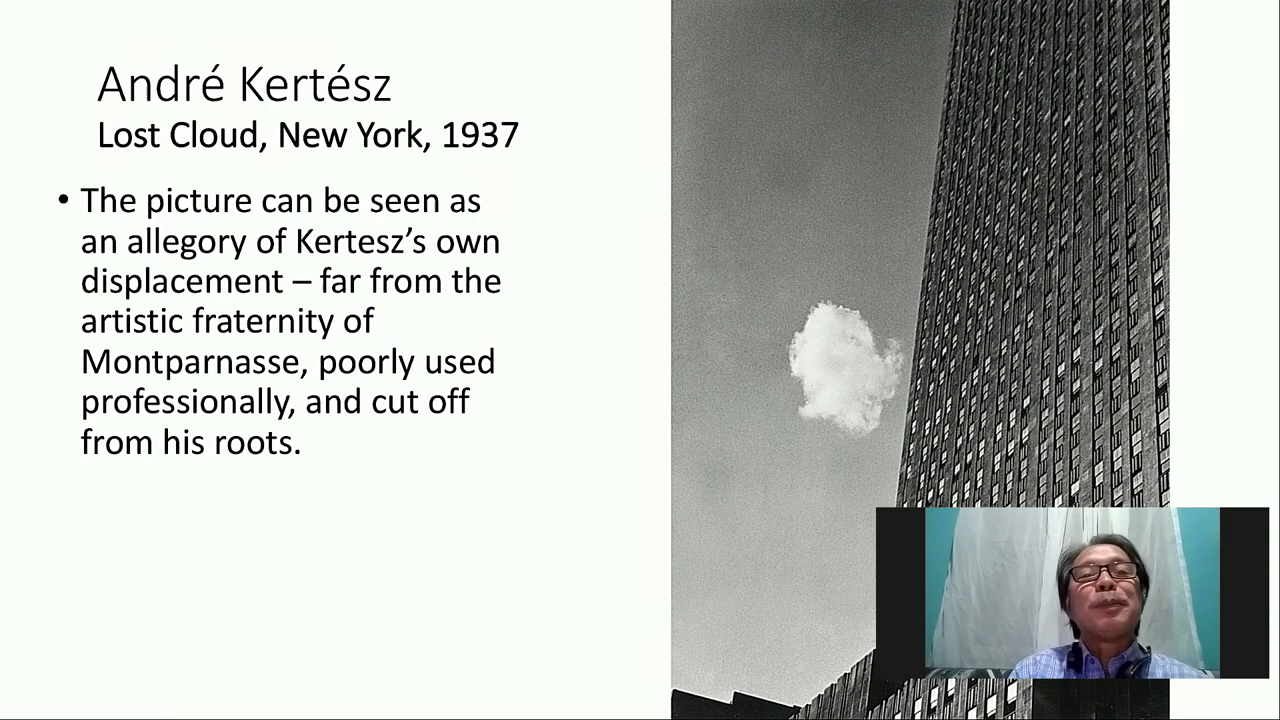 André Kertész
Lost Cloud, New York, 1937
• The picture can be seen as
an allegory of Kertesz’s own
displacement – far from the
artistic fraternity of
Montparnasse, poorly used
professionally, and cut off
from his roots.